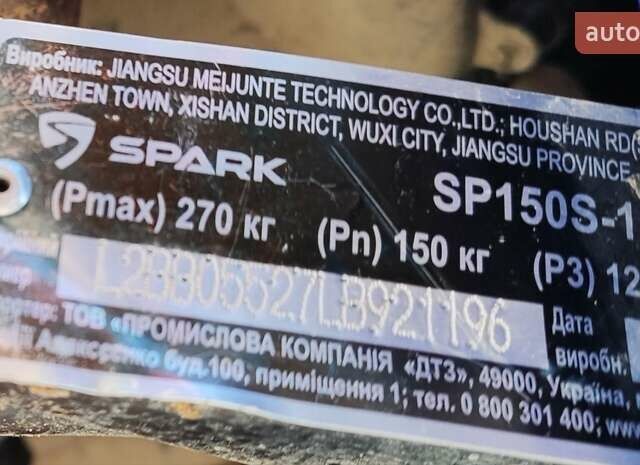 auto
Виробник: JIANGSU MEIJUNTE TECHNOLOGY CO.,LTD.; HOUSHAN RD(
ANZHEN TOWN, XISHAN DISTRICT, WUXI CITY, JIANGSU PROVINCE,
SPARK SP150S-1
(Pmax) 270 кг (Pn) 150 кг (P3) 12
L2BB05527LB921196 Дата
виробн.
ТОВ «ПРОМИСЛОВА КОМПАНІЯ «ДТЗ», 49000, Україна,
буд.100, приміщення 1; тел. 0 800 301 400; www